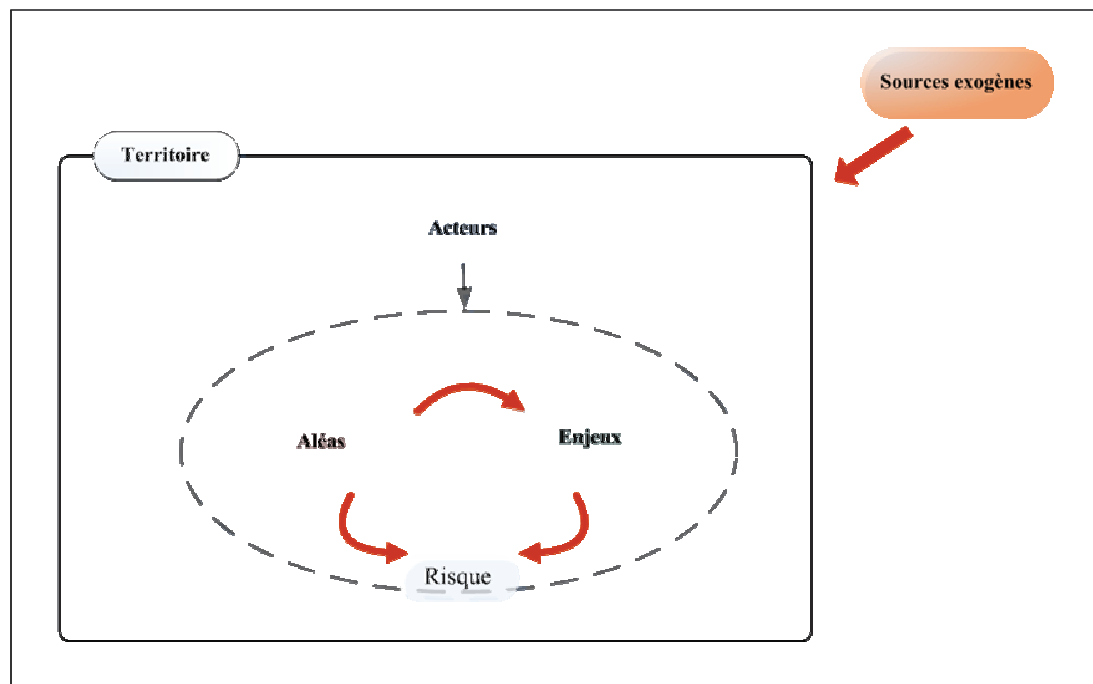 Sources exogènes
Territoire
Acteurs
Aléas
Enjeux
Risque